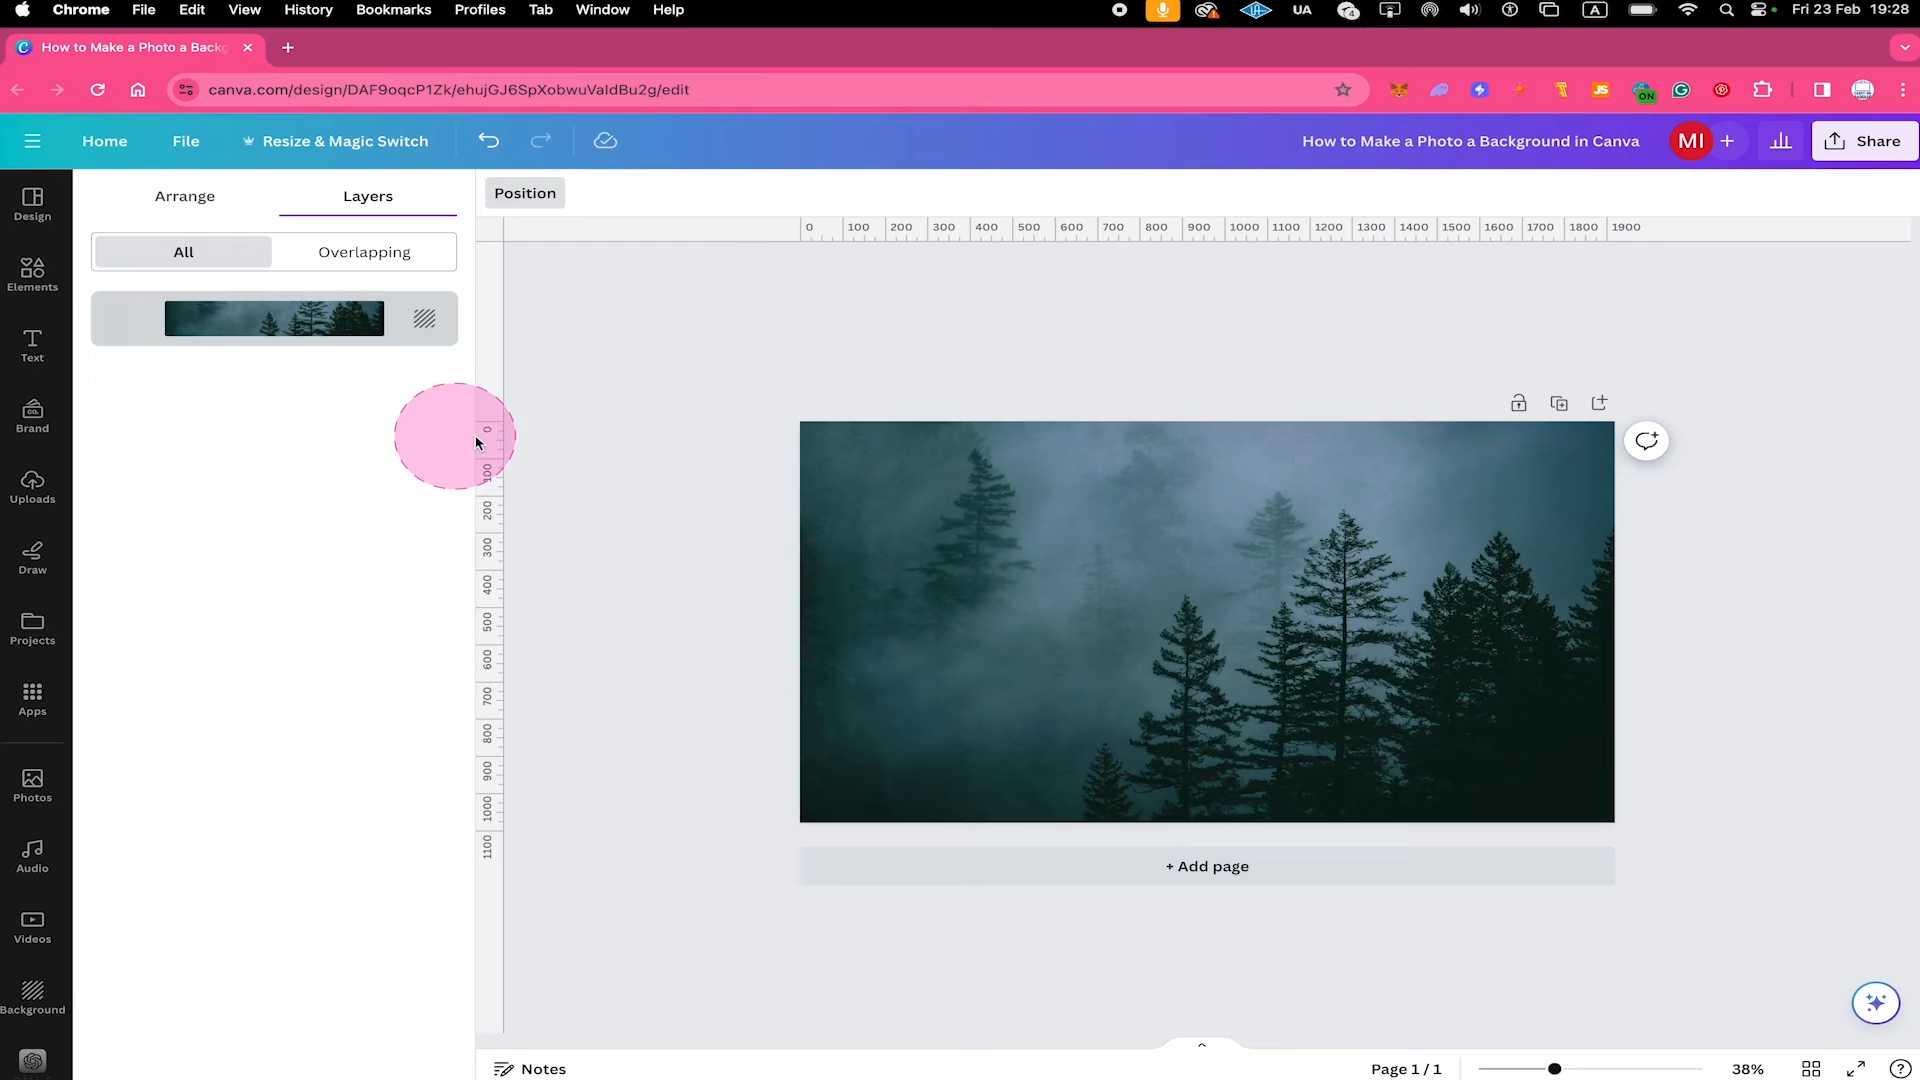 Chrome File Edit View History Bookmarks Profiles Tab Window Help UA 4 A Fri 23 Feb 19:28
How to Make a Photo a Backg
canva.com/design/DAF9oqcP1Zk/ehujGJ6SpXobwuVaIdBu2g/edit JS ON
Home File Resize & Magic Switch How to Make a Photo a Background in Canva MI + Share
Arrange Layers
Position
All Overlapping
0 100 200 300 400 500 600 700 800 900 1000 1100 1200 1300 1400 1500 1600 1700 1800 1900
0 100 200 300 400 500 600 700 800 900 1000 1100
Design
Elements
Text
Brand
Uploads
Draw
Projects
Apps
Photos
Audio
Videos
Background
+ Add page
Notes Page 1 / 1 38%